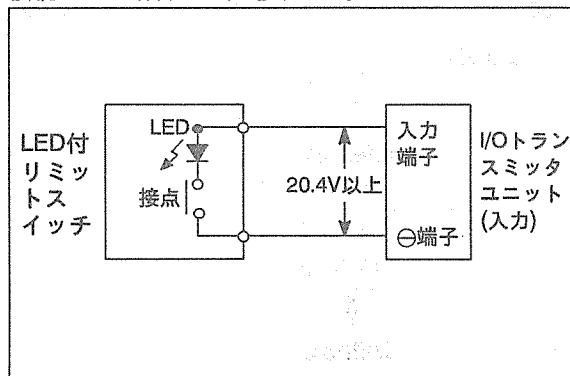 LED付
リミッ
トス
イッチ
LED
接点
20.4V以上
入力
端子
⊖端子
I/Oトラン
スミッタ
ユニット
(入力)